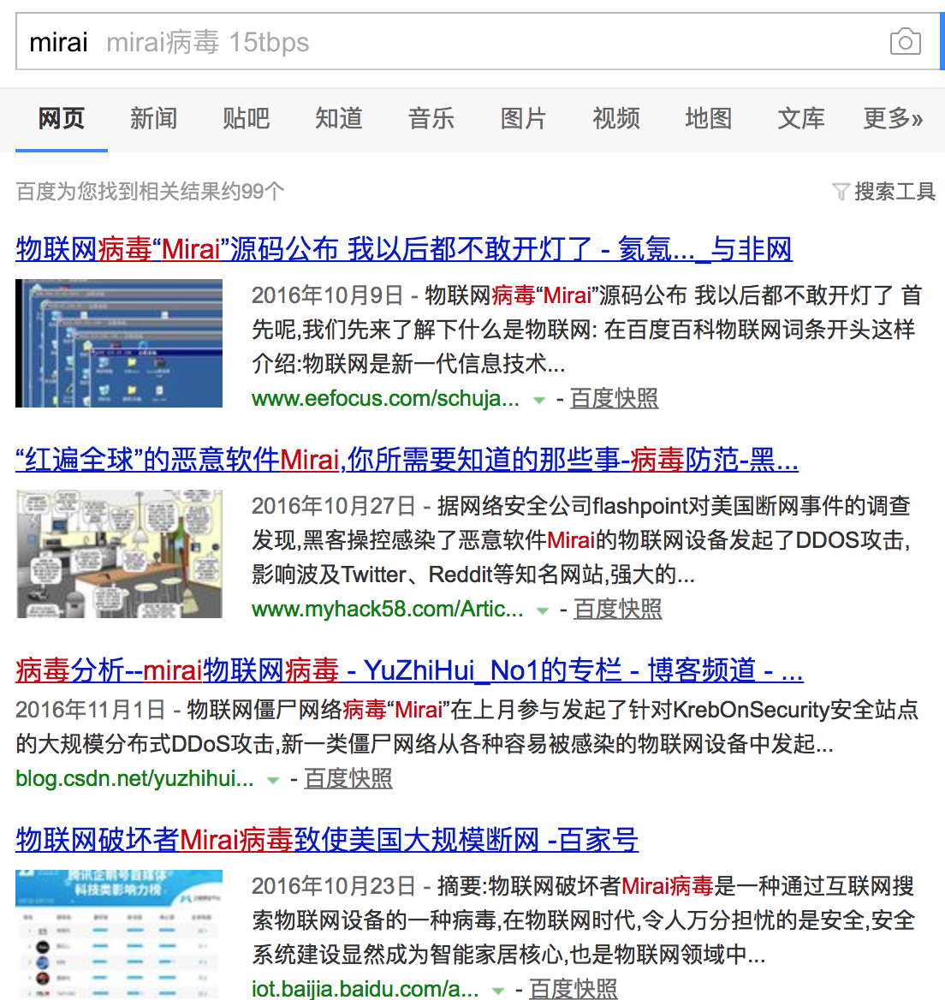 mirai mirai病毒 15tbps
网页 新闻 贴吧 知道 音乐 图片 视频 地图 文库 更多»
百度为您找到相关结果约99个 搜索工具
物联网病毒“Mirai”源码公布 我以后都不敢开灯了 - 氦氪..._与非网
2016年10月9日 - 物联网病毒“Mirai”源码公布 我以后都不敢开灯了 首
先呢,我们先来了解下什么是物联网: 在百度百科物联网词条开头这样
介绍:物联网是新一代信息技术...
www.eefocus.com/schuja... - 百度快照
“红遍全球”的恶意软件Mirai,你所需要知道的那些事-病毒防范-黑...
2016年10月27日 - 据网络安全公司flashpoint对美国断网事件的调查
发现,黑客操控感染了恶意软件Mirai的物联网设备发起了DDOS攻击,
影响波及Twitter、Reddit等知名网站,强大的...
www.myhack58.com/Artic... - 百度快照
病毒分析--mirai物联网病毒 - YuZhiHui_No1的专栏 - 博客频道 - ...
2016年11月1日 - 物联网僵尸网络病毒“Mirai”在上月参与发起了针对KrebOnSecurity安全站点
的大规模分布式DDoS攻击,新一类僵尸网络从各种容易被感染的物联网设备中发起...
blog.csdn.net/yuzhihui... - 百度快照
物联网破坏者Mirai病毒致使美国大规模断网 -百家号
腾讯企鹅号自媒体
科技类影响力榜
2016年10月23日 - 摘要:物联网破坏者Mirai病毒是一种通过互联网搜
索物联网设备的一种病毒,在物联网时代,令人万分担忧的是安全,安全
系统建设显然成为智能家居核心,也是物联网领域中...
iot.baijia.baidu.com/a... - 百度快照